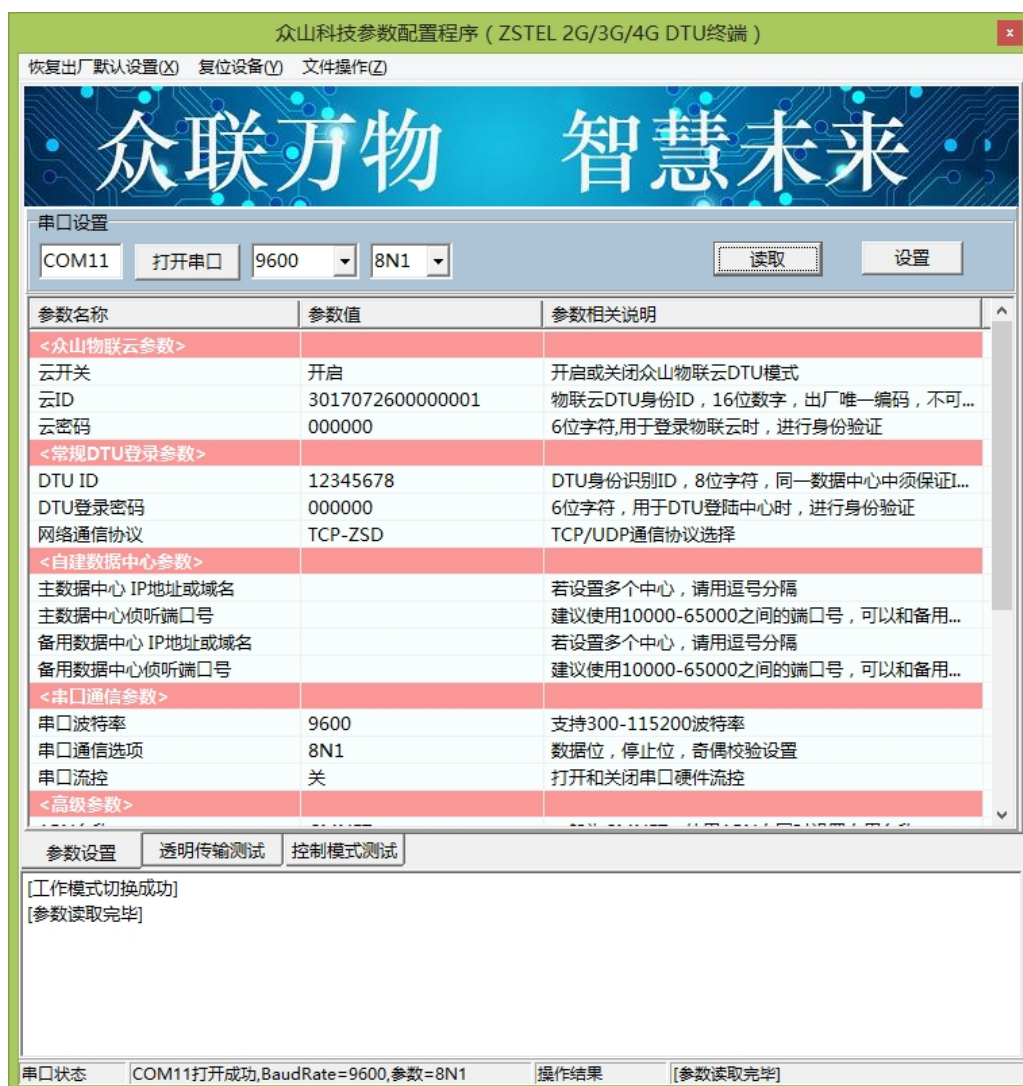 众山科技参数配置程序（ZSTEL 2G/3G/4G DTU终端）
x
恢复出厂默认设置(X) 复位设备(Y) 文件操作(Z)
众联万物 智慧未来
串口设置
COM11 打开串口 9600 8N1 读取 设置
参数名称 参数值 参数相关说明
<众山物联云参数>
云开关 开启 开启或关闭众山物联云DTU模式
云ID 3017072600000001 物联云DTU身份ID，16位数字，出厂唯一编码，不可...
云密码 000000 6位字符,用于登录物联云时，进行身份验证
<常规DTU登录参数>
DTU ID 12345678 DTU身份识别ID，8位字符，同一数据中心中须保证I...
DTU登录密码 000000 6位字符，用于DTU登陆中心时，进行身份验证
网络通信协议 TCP-ZSD TCP/UDP通信协议选择
<自建数据中心参数>
主数据中心 IP地址或域名 若设置多个中心，请用逗号分隔
主数据中心侦听端口号 建议使用10000-65000之间的端口号，可以和备用...
备用数据中心 IP地址或域名 若设置多个中心，请用逗号分隔
备用数据中心侦听端口号 建议使用10000-65000之间的端口号，可以和备用...
<串口通信参数>
串口波特率 9600 支持300-115200波特率
串口通信选项 8N1 数据位，停止位，奇偶校验设置
串口流控 关 打开和关闭串口硬件流控
<高级参数>
参数设置 透明传输测试 控制模式测试
[工作模式切换成功]
[参数读取完毕]
串口状态 COM11打开成功,BaudRate=9600,参数=8N1 操作结果 [参数读取完毕]